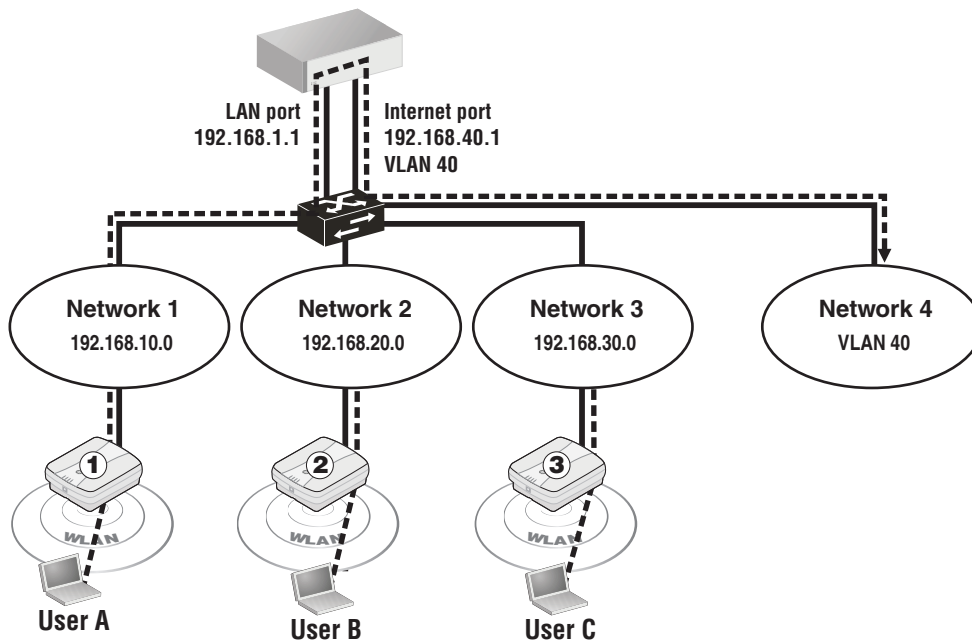 LAN port
192.168.1.1
Internet port
192.168.40.1
VLAN 40
Network 1
192.168.10.0
Network 2
192.168.20.0
Network 3
192.168.30.0
Network 4
VLAN 40
1
2
3
WLAN
WLAN
WLAN
User A
User B
User C